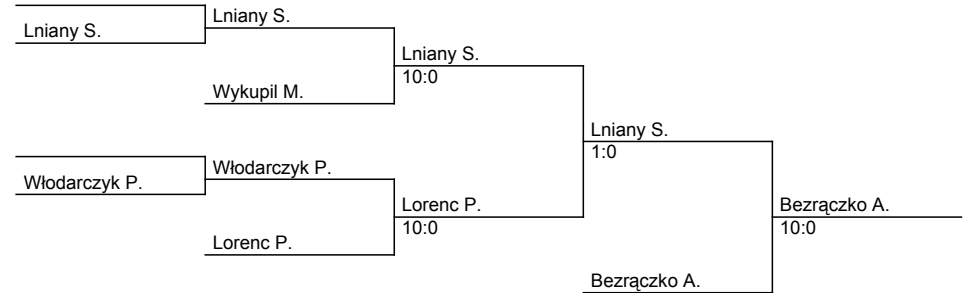 Lniany S.
Lniany S.
Lniany S.
10:0
Wykupil M.
Lniany S.
1:0
Włodarczyk P.
Włodarczyk P.
Lorenc P.
10:0
Bezrączko A.
10:0
Lorenc P.
Bezrączko A.